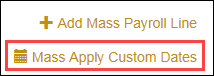 Add Mass Payroll Line
Mass Apply Custom Dates